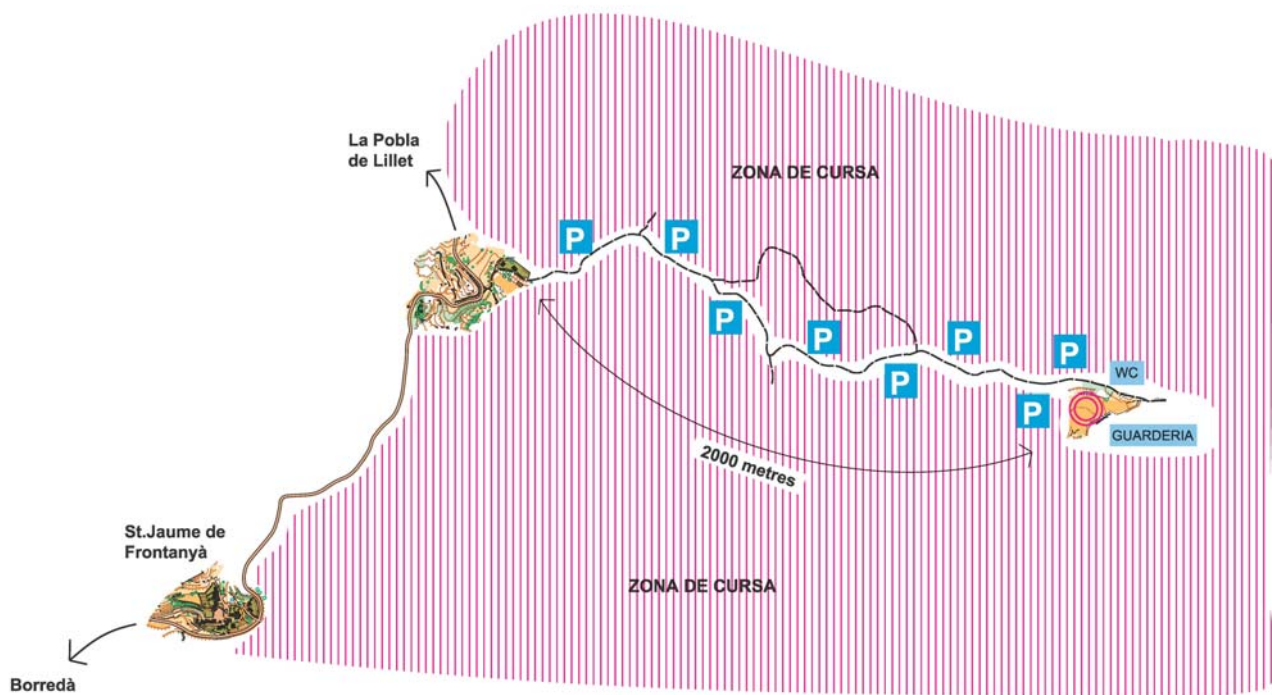 La Pobla
de Lillet
ZONA DE CURSA
P
P
P
P
P
P
P
WC
P
GUARDERIA
2000 metres
St.Jaume de
Frontanyà
ZONA DE CURSA
Borredà